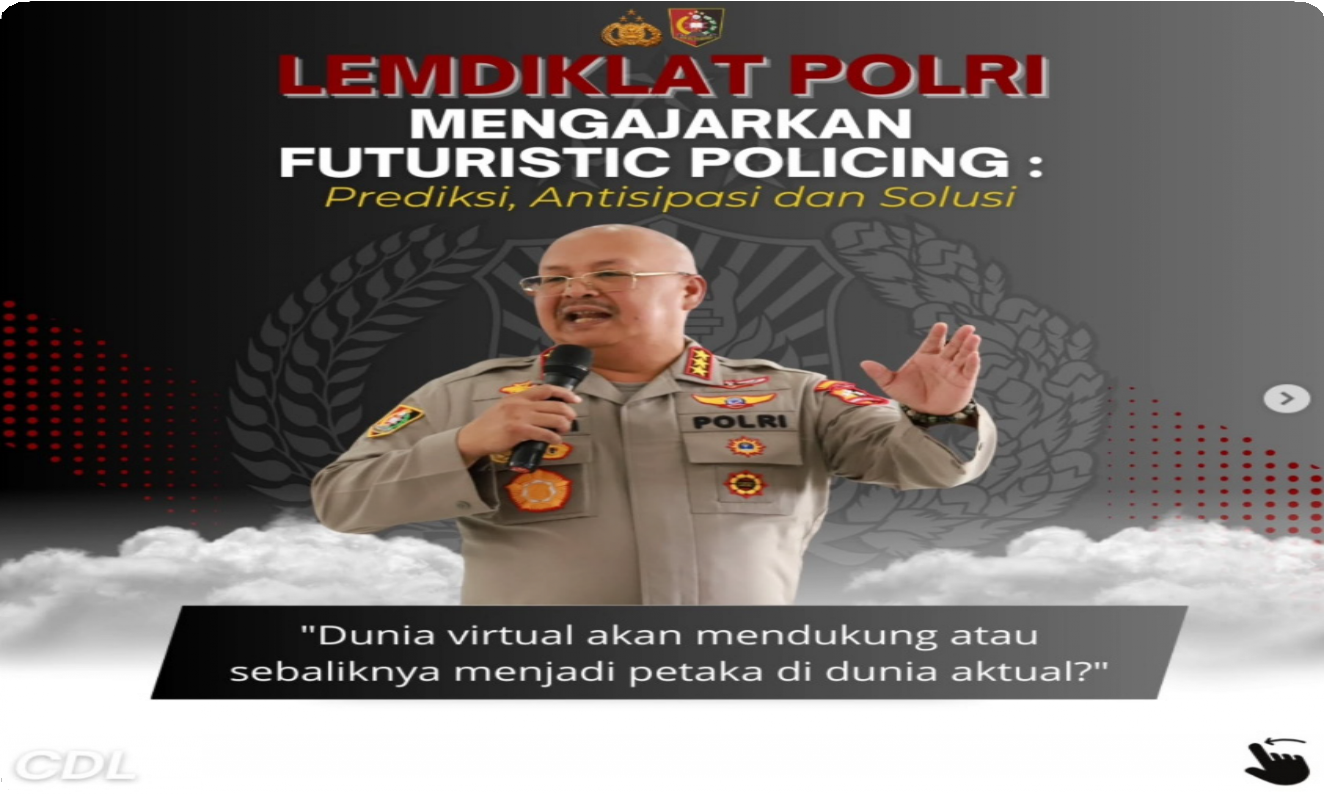 LEMDIKLAT POLRI
MENGAJARKAN
FUTURISTIC POLICING :
Prediksi, Antisipasi dan Solusi
POLRI
"Dunia virtual akan mendukung atau
sebaliknya menjadi petaka di dunia aktual?"
CDL